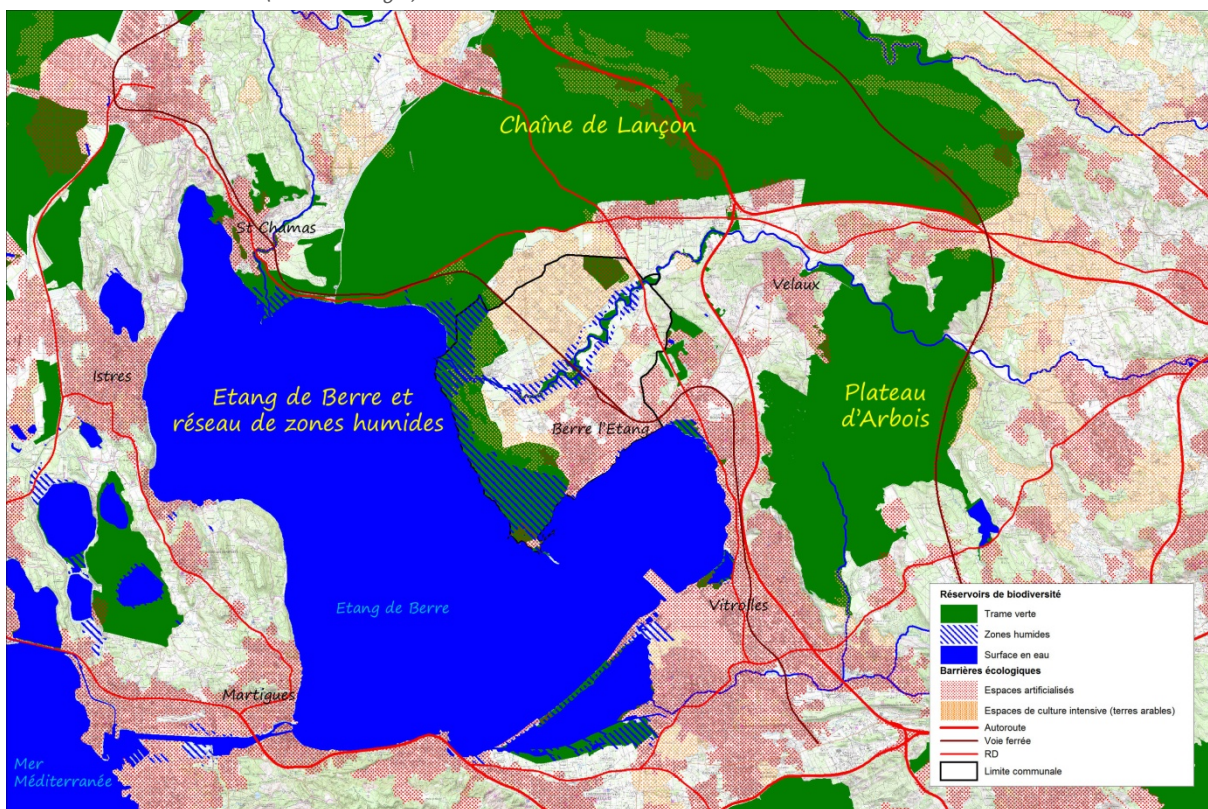 Chaîne de Lançon
St Chamas
Velaux
Istres
Etang de Berre et
réseau de zones humides
Plateau
d'Arbois
Berre l'Etang
Etang de Berre
Vitrolles
Martigues
Mer
Méditerranée
Réservoirs de biodiversité
Trame verte
Zones humides
Surface en eau
Barrières écologiques
Espaces artificialisés
Espaces de culture intensive (terres arables)
Autoroute
Voie ferrée
RD
Limite communale